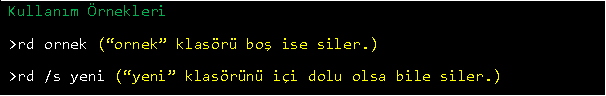 Kullanım Örnekleri
>rd ornek (“ornek” klasörü boş ise siler.)
>rd /s yeni (“yeni” klasörünü içi dolu olsa bile siler.)